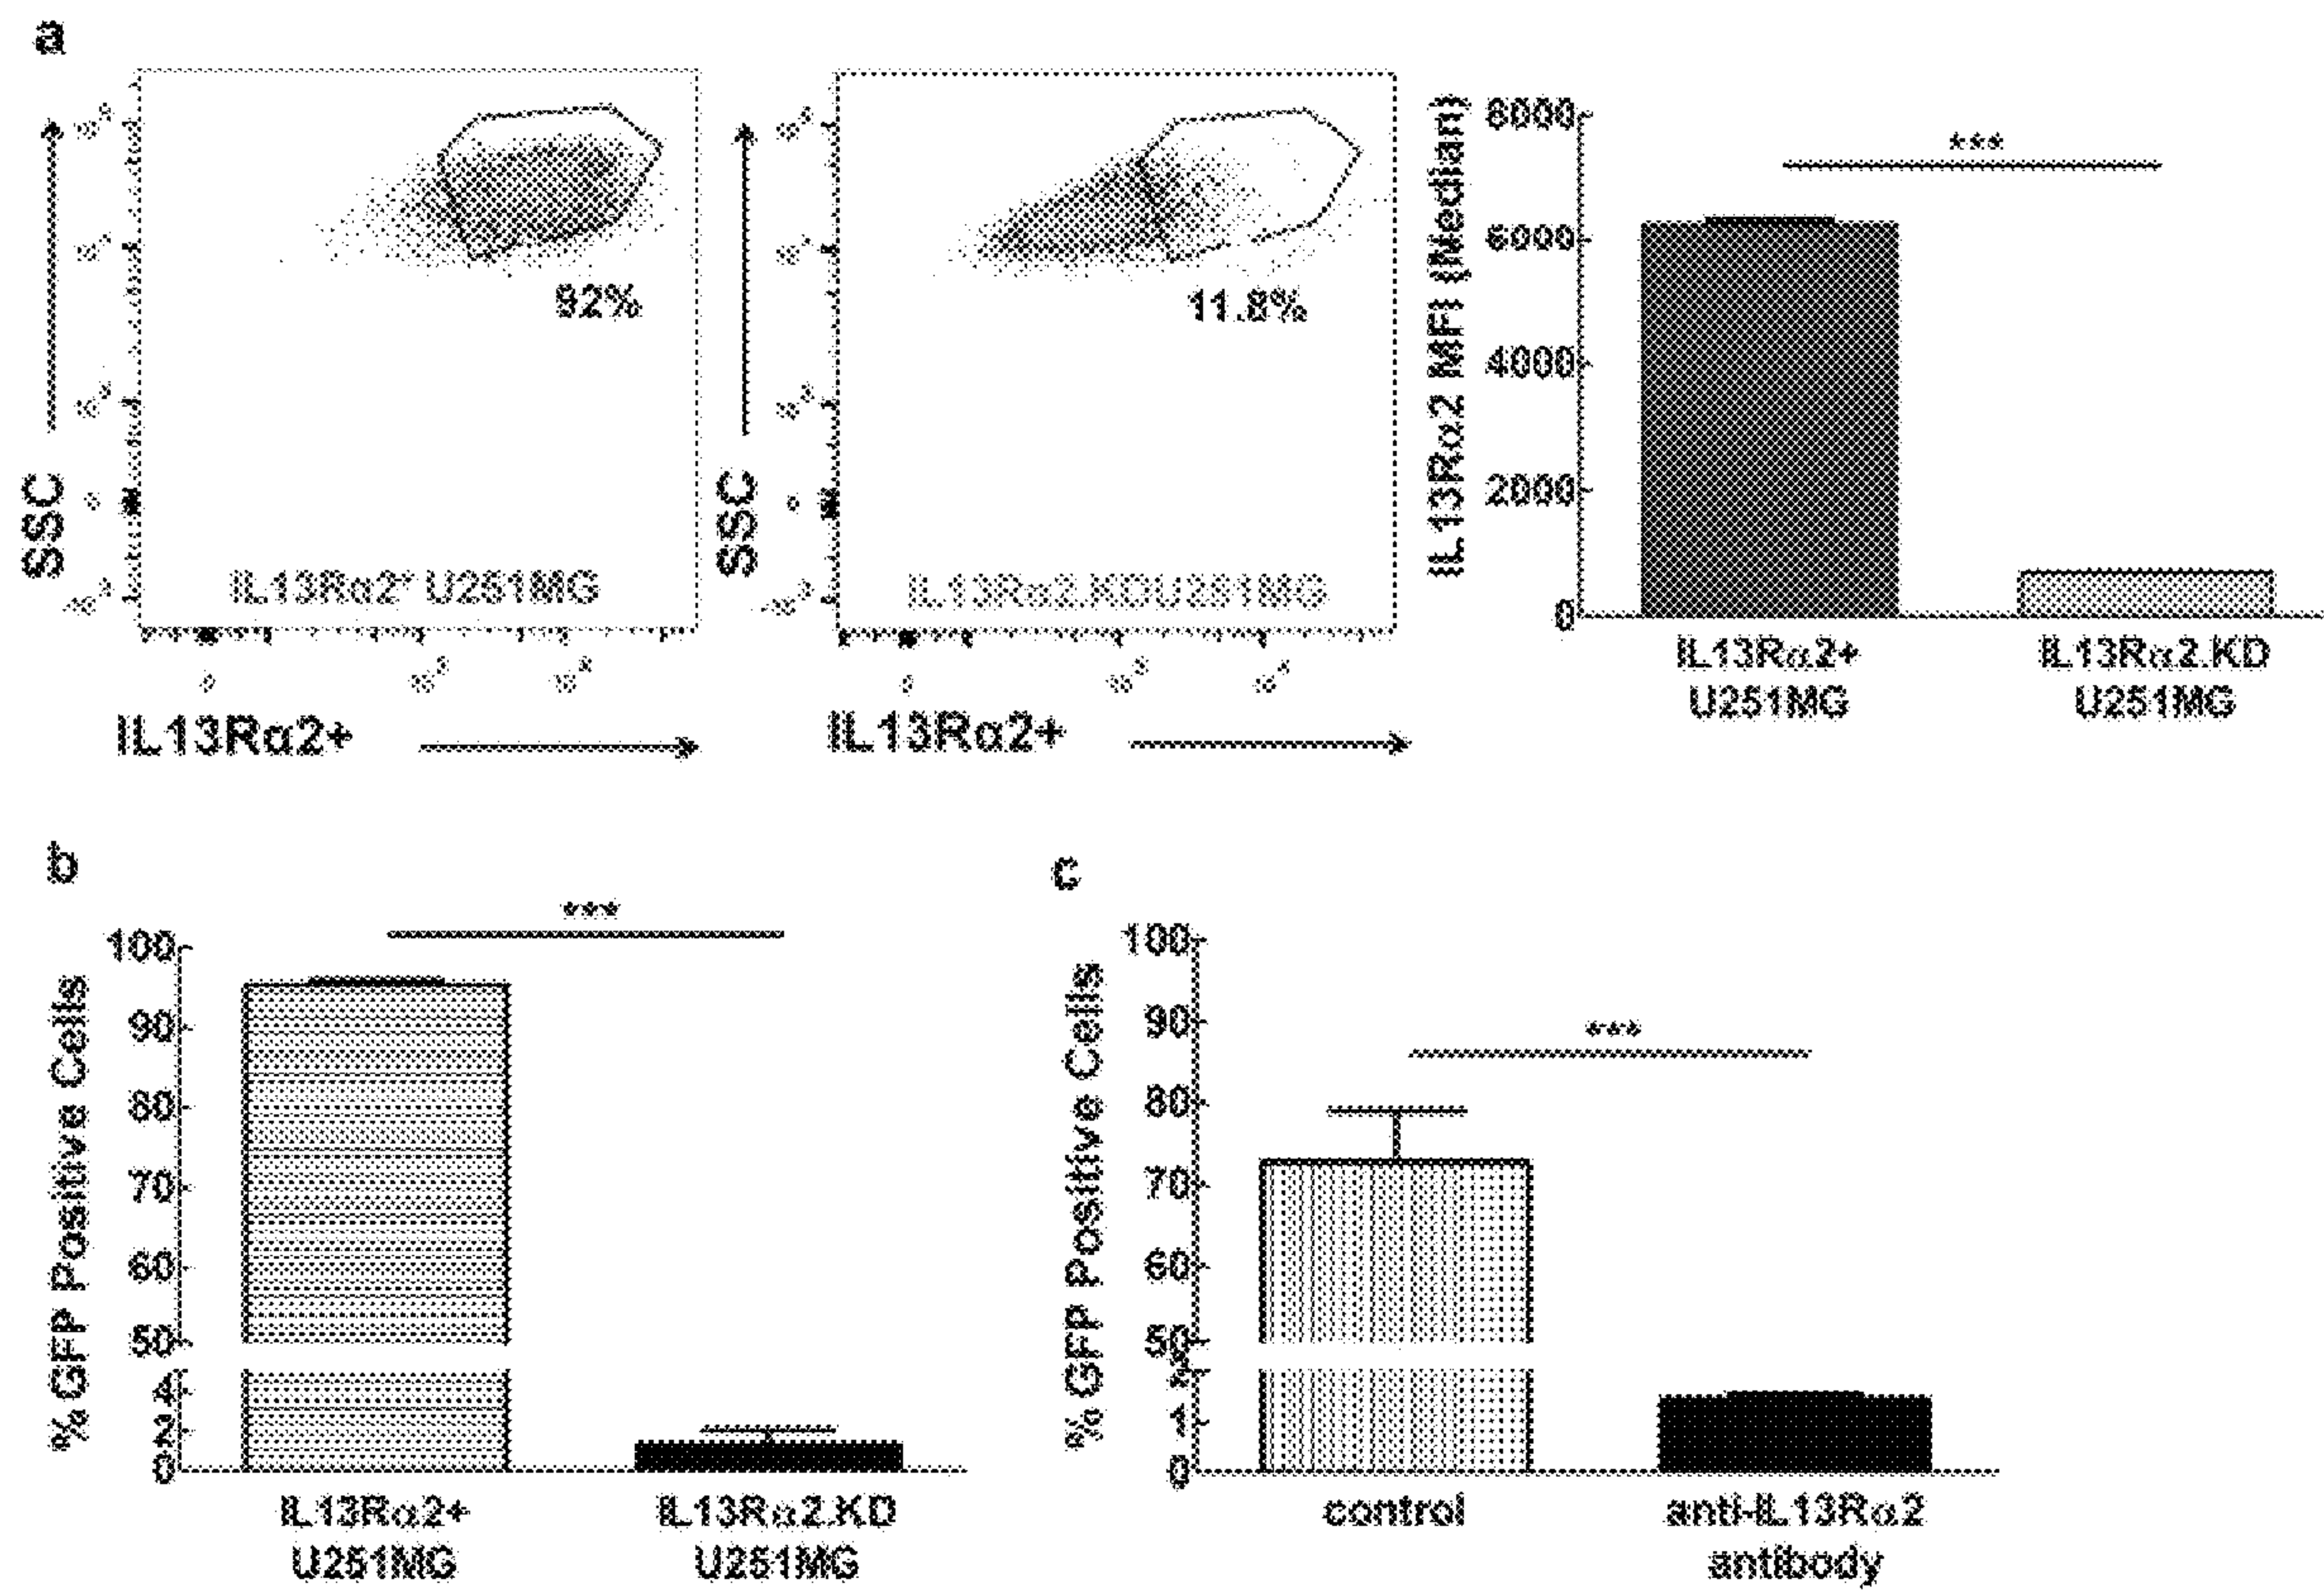 a
SSC
92%
IL13Rα2+ U251MG
0
IL13Rα2+
SSC
11.8%
IL13Rα2.KDU251MG
0
IL13Rα2+
IL13Rα2 MFI (Median)
8000
6000
4000
2000
0
***
IL13Rα2+
U251MG
IL13Rα2.KD
U251MG
b
% GFP Positive Cells
100
90
80
70
60
50
4
2
0
***
IL13Rα2+
U251MG
IL13Rα2.KD
U251MG
c
% GFP Positive Cells
100
90
80
70
60
50
1
0
***
control
anti-IL13Rα2
antibody